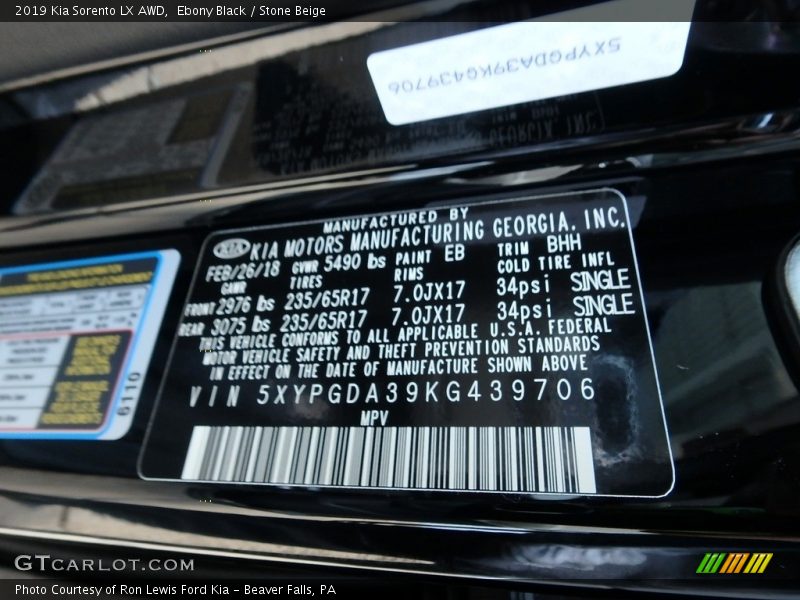 2019 Kia Sorento LX AWD,  Ebony Black / Stone Beige
5XYPGDA39KG439706
MANUFACTURED BY
KIA KIA MOTORS MANUFACTURING GEORGIA, INC.
FEB/26/18 GVWR 5490 lbs PAINT EB TRIM BHH
GAWR TIRES RIMS COLD TIRE INFL
FRONT 2976 lbs 235/65R17 7.0JX17 34psi SINGLE
REAR 3075 lbs 235/65R17 7.0JX17 34psi SINGLE
THIS VEHICLE CONFORMS TO ALL APPLICABLE U.S.A. FEDERAL
MOTOR VEHICLE SAFETY AND THEFT PREVENTION STANDARDS
IN EFFECT ON THE DATE OF MANUFACTURE SHOWN ABOVE
VIN 5XYPGDA39KG439706
MPV
6110
GTCARLOT.COM
Photo Courtesy of Ron Lewis Ford Kia – Beaver Falls, PA